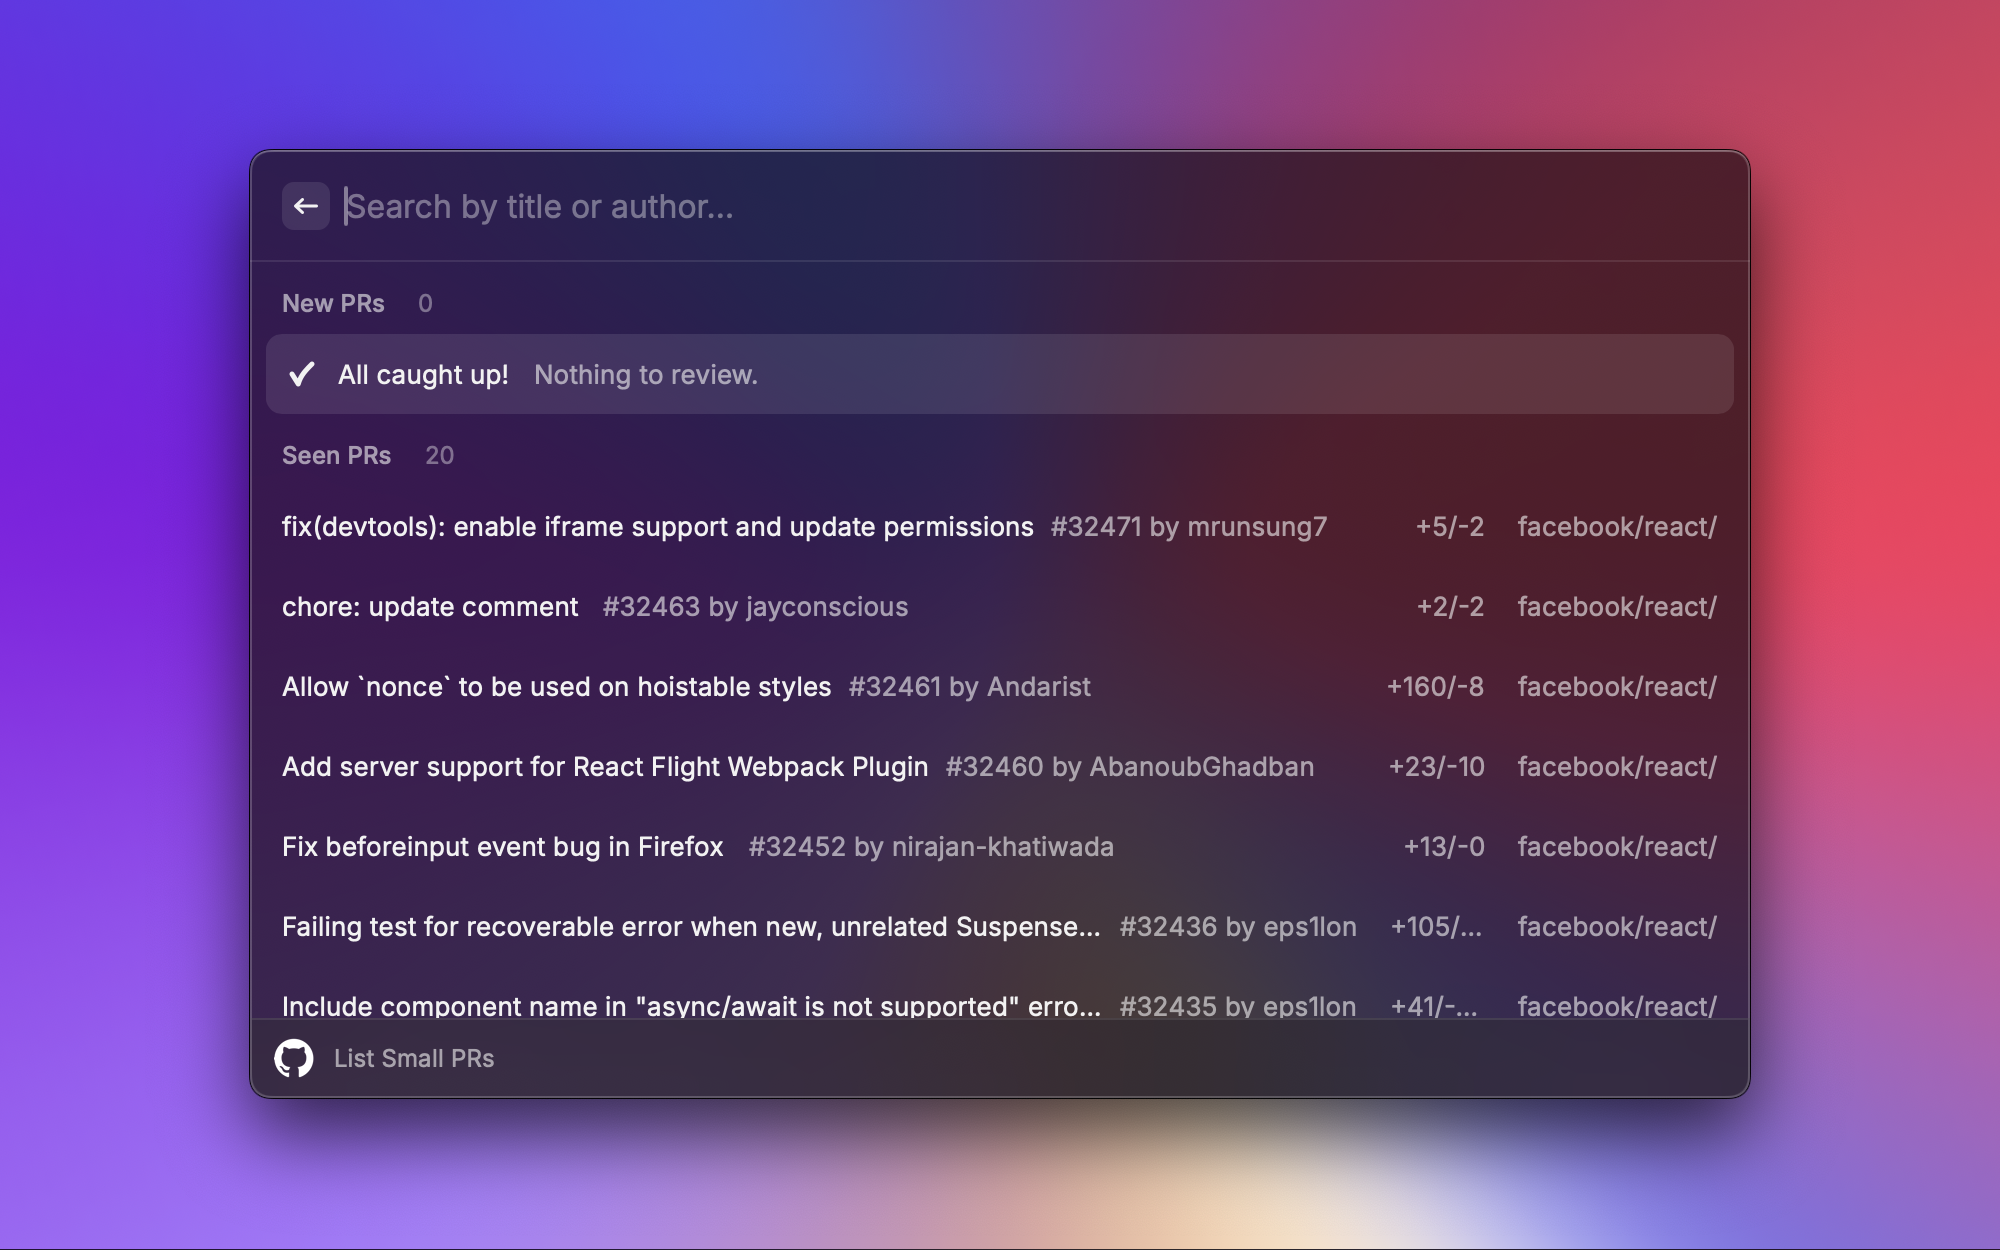 Search by title or author...
New PRs 0
All caught up! Nothing to review.
Seen PRs 20
fix(devtools): enable iframe support and update permissions #32471 by mrunsung7 +5/-2 facebook/react/
chore: update comment #32463 by jayconscious +2/-2 facebook/react/
Allow `nonce` to be used on hoistable styles #32461 by Andarist +160/-8 facebook/react/
Add server support for React Flight Webpack Plugin #32460 by AbanoubGhadban +23/-10 facebook/react/
Fix beforeinput event bug in Firefox #32452 by nirajan-khatiwada +13/-0 facebook/react/
Failing test for recoverable error when new, unrelated Suspense... #32436 by eps1lon +105/... facebook/react/
Include component name in "async/await is not supported" erro... #32435 by eps1lon +41/-... facebook/react/
List Small PRs